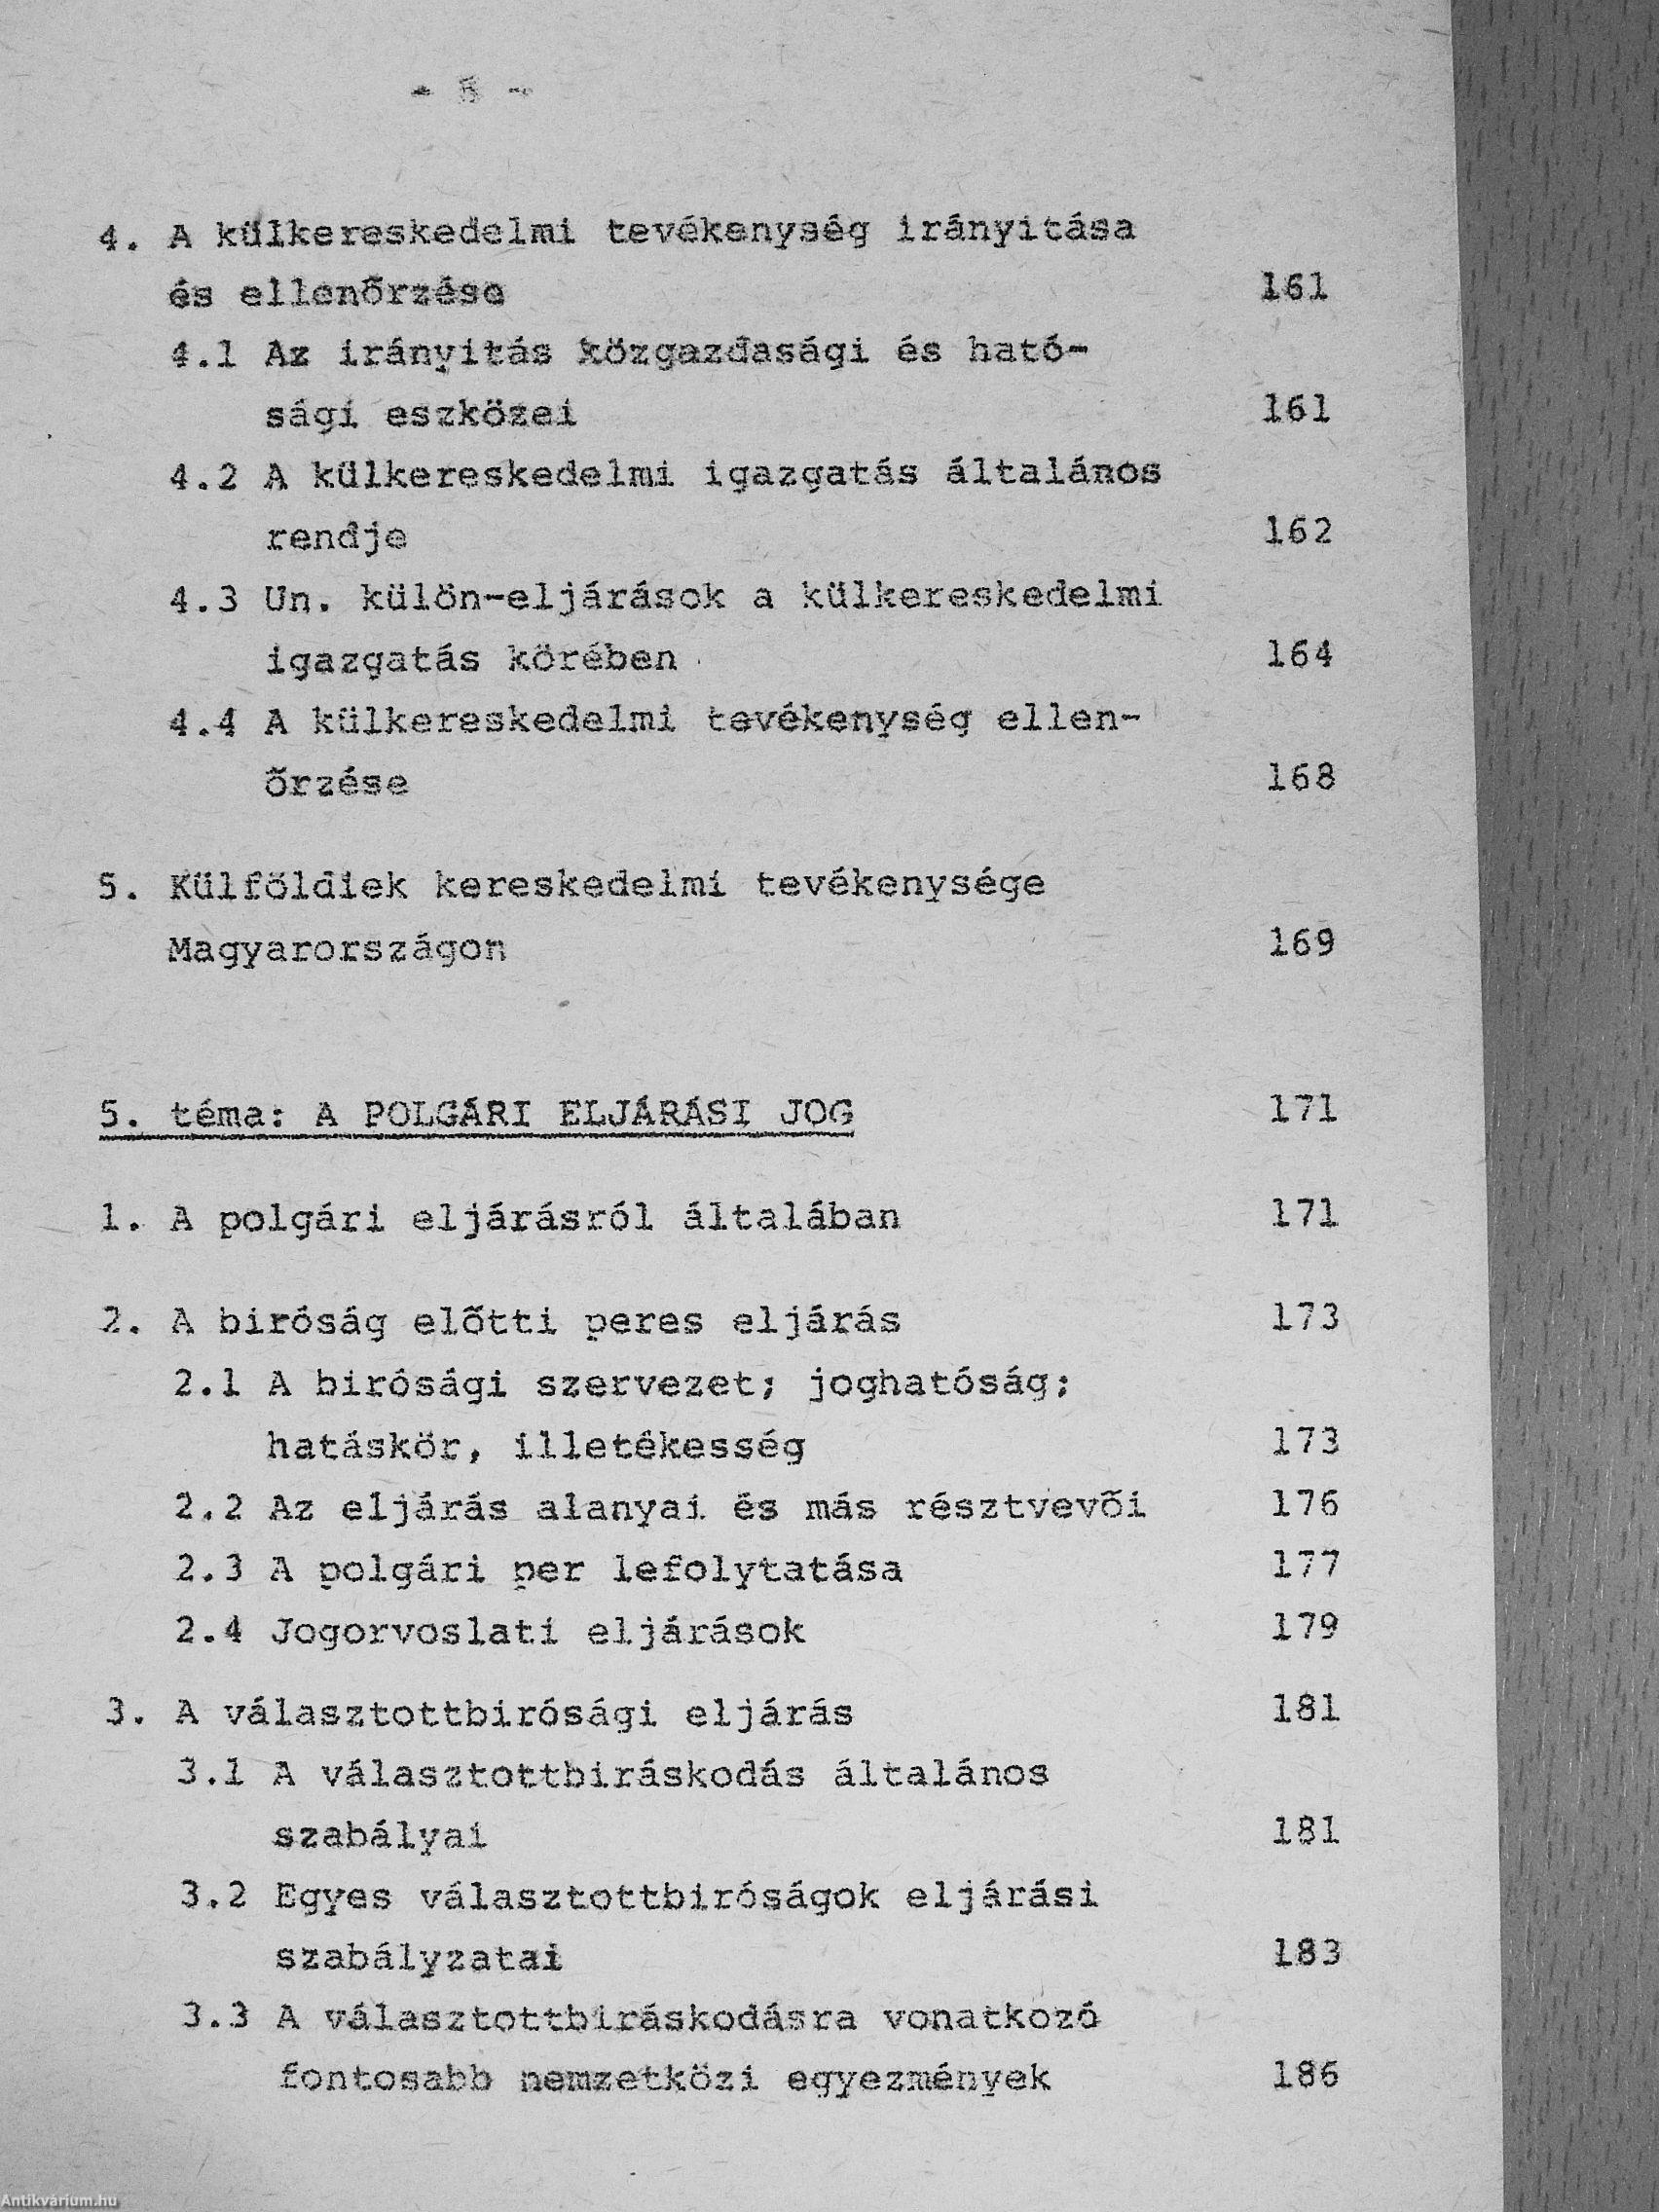 - 5 -
4. A külkereskedelmi tevékenység irányitása
és ellenőrzése 161
4.1 Az irányitás közgazdasági és ható-
sági eszközei 161
4.2 A külkereskedelmi igazgatás általános
rendje 162
4.3 Un. külön-eljárások a külkereskedelmi
igazgatás körében 164
4.4 A külkereskedelmi tevékenység ellen-
őrzése 168
5. Külföldiek kereskedelmi tevékenysége
Magyarországon 169
5. téma: A POLGÁRI ELJÁRÁSI JOG 171
1. A polgári eljárásról általában 171
2. A biróság előtti peres eljárás 173
2.1 A birósági szervezet; joghatóság;
hatáskör, illetékesség 173
2.2 Az eljárás alanyai és más résztvevői 176
2.3 A polgári per lefolytatása 177
2.4 Jogorvoslati eljárások 179
3. A választottbirósági eljárás 181
3.1 A választottbiráskodás általános
szabályai 181
3.2 Egyes választottbiróságok eljárási
szabályzatai 183
3.3 A választottbiráskodásra vonatkozó
fontosabb nemzetközi egyezmények 186
Antikvárium.hu